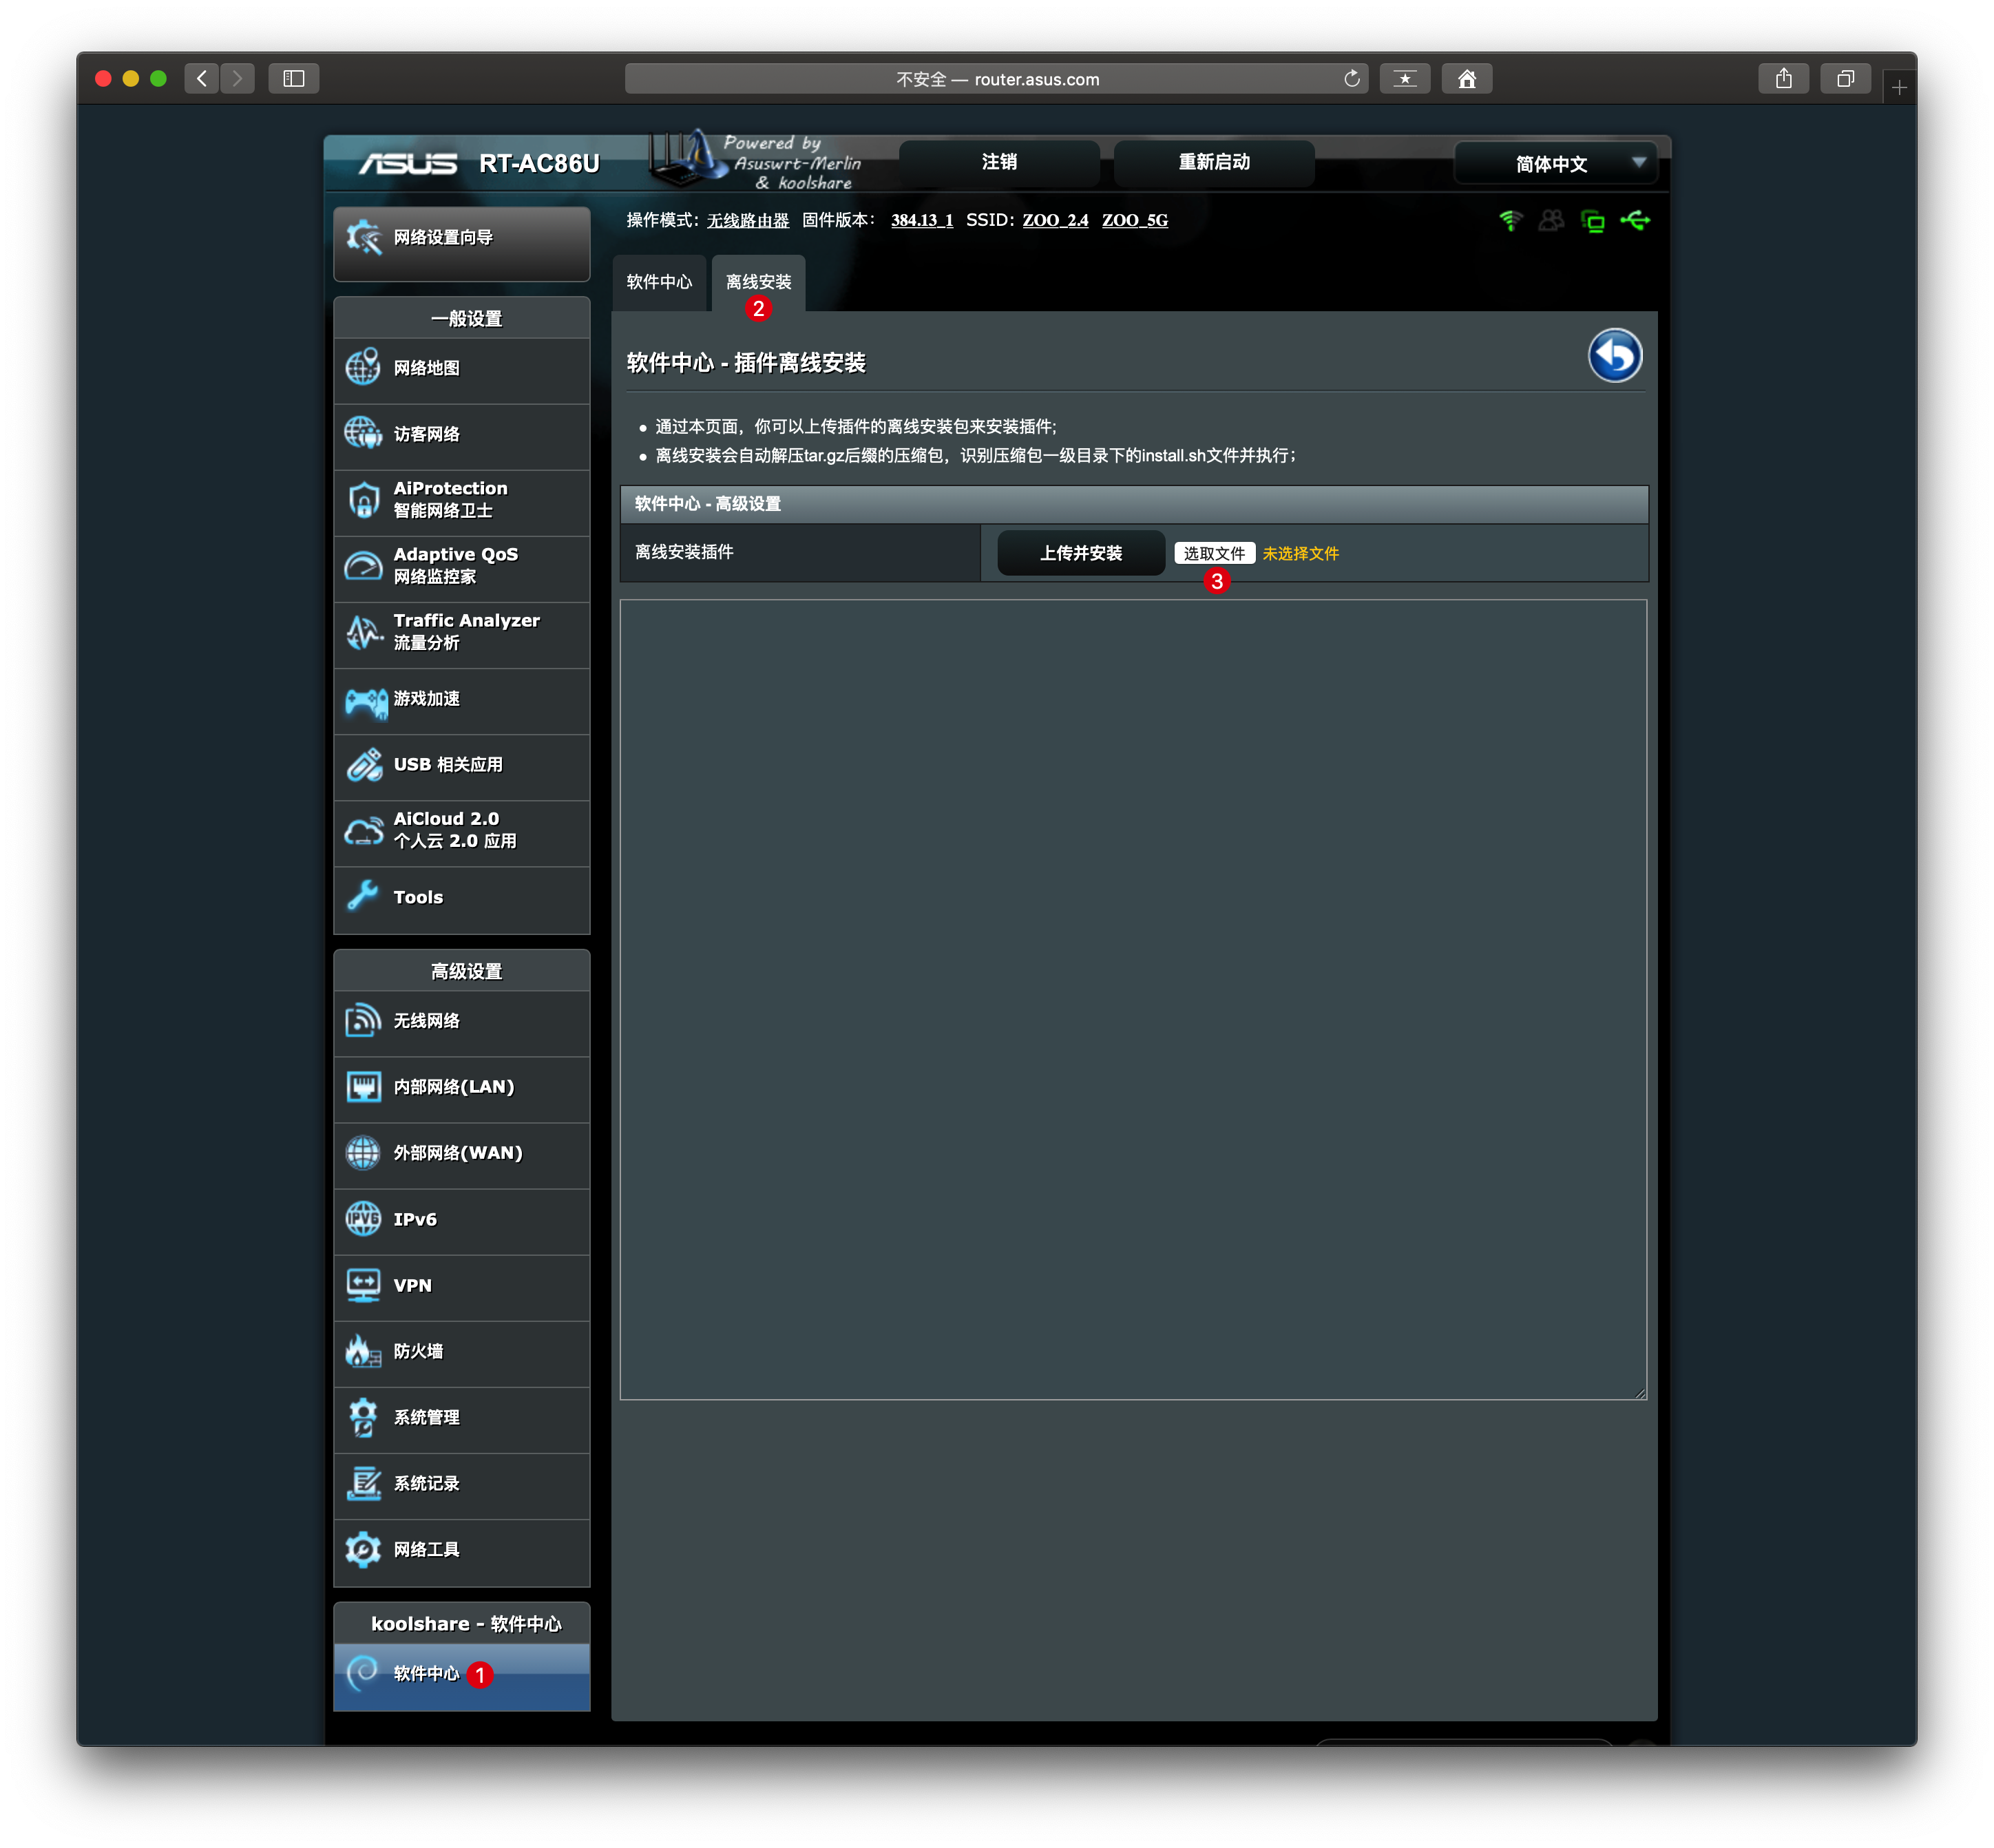 不安全 — router.asus.com
ASUS RT-AC86U
Powered by
Asuswrt-Merlin
& koolshare
注销
重新启动
简体中文
操作模式: 无线路由器 固件版本: 384.13_1 SSID: ZOO_2.4 ZOO_5G
网络设置向导
一般设置
网络地图
访客网络
AiProtection
智能网络卫士
Adaptive QoS
网络监控家
Traffic Analyzer
流量分析
游戏加速
USB 相关应用
AiCloud 2.0
个人云 2.0 应用
Tools
高级设置
无线网络
内部网络(LAN)
外部网络(WAN)
IPv6
VPN
防火墙
系统管理
系统记录
网络工具
koolshare - 软件中心
软件中心 1
软件中心
离线安装
2
软件中心 - 插件离线安装
通过本页面，你可以上传插件的离线安装包来安装插件;
离线安装会自动解压tar.gz后缀的压缩包，识别压缩包一级目录下的install.sh文件并执行；
软件中心 - 高级设置
离线安装插件
上传并安装
选取文件 未选择文件
3